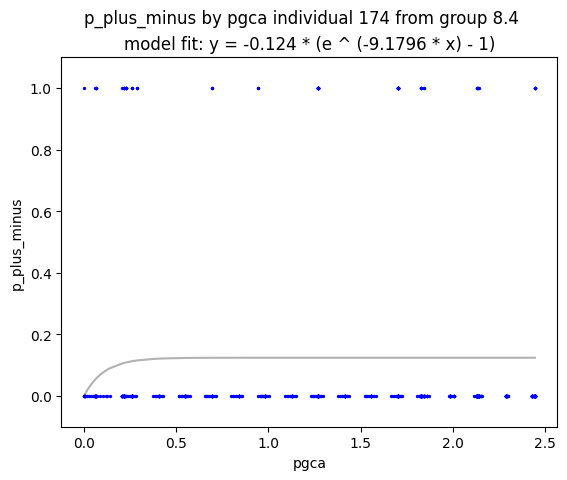 p_plus_minus by pgca individual 174 from group 8.4
model fit: y = -0.124 * (e ^ (-9.1796 * x) - 1)
1.0
0.8
0.6
0.4
0.2
0.0
p_plus_minus
0.0 0.5 1.0 1.5 2.0 2.5
pgca